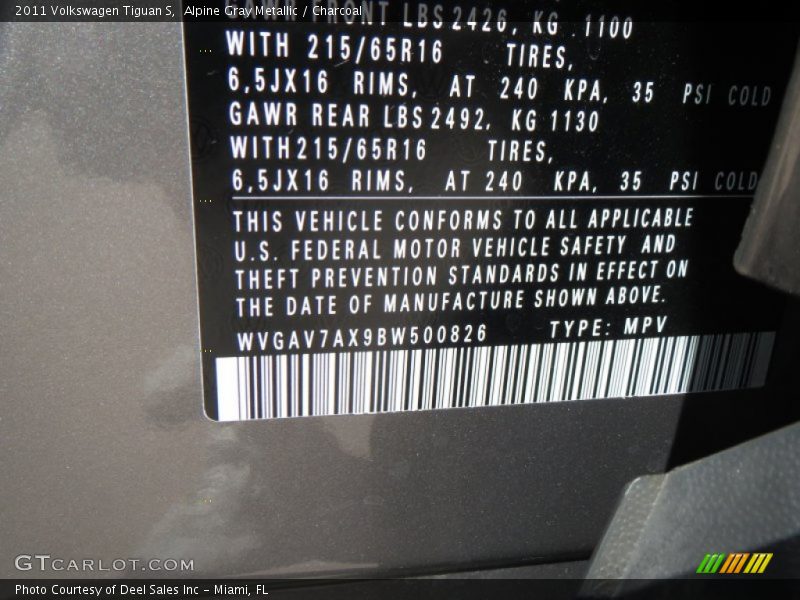 2011 Volkswagen Tiguan S, Alpine Gray Metallic / Charcoal
GAWR FRONT LBS 2426, KG .1100
WITH 215/65R16 TIRES,
6,5JX16 RIMS, AT 240 KPA, 35 PSI COLD
GAWR REAR LBS 2492, KG 1130
WITH 215/65R16 TIRES,
6,5JX16 RIMS, AT 240 KPA, 35 PSI COLD
THIS VEHICLE CONFORMS TO ALL APPLICABLE
U.S. FEDERAL MOTOR VEHICLE SAFETY AND
THEFT PREVENTION STANDARDS IN EFFECT ON
THE DATE OF MANUFACTURE SHOWN ABOVE.
WVGAV7AX9BW500826 TYPE: MPV
GTCARLOT.COM
Photo Courtesy of Deel Sales Inc – Miami, FL